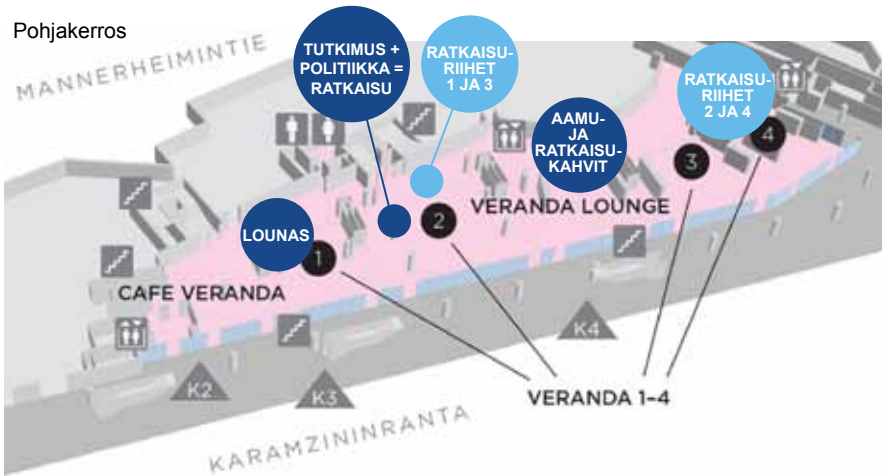 Pohjakerros
MANNERHEIMINTIE
TUTKIMUS +
POLITIIKKA =
RATKAISU
RATKAISU-
RIIHET
1 JA 3
AAMU-
JA
RATKAISU-
KAHVIT
RATKAISU-
RIIHET
2 JA 4
4
3
VERANDA LOUNGE
2
LOUNAS
1
CAFE VERANDA
K2
K3
K4
VERANDA 1–4
KARAMZININRANTA